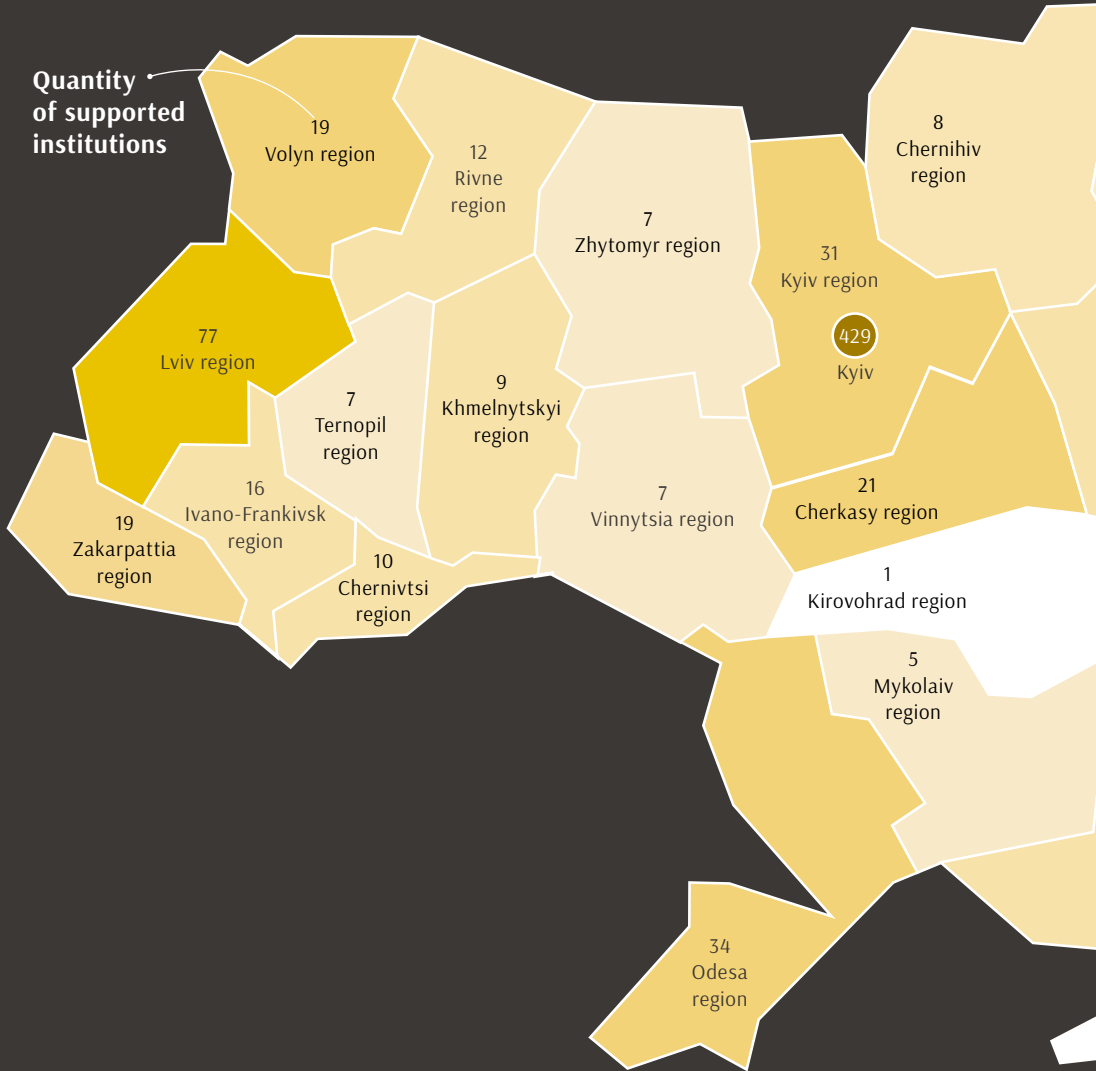 Quantity
of supported
institutions
19
Volyn region
12
Rivne
region
7
Zhytomyr region
8
Chernihiv
region
31
Kyiv region
429
Kyiv
77
Lviv region
7
Ternopil
region
9
Khmelnytskyi
region
16
Ivano-Frankivsk
region
19
Zakarpattia
region
10
Chernivtsi
region
7
Vinnytsia region
21
Cherkasy region
1
Kirovohrad region
5
Mykolaiv
region
34
Odesa
region